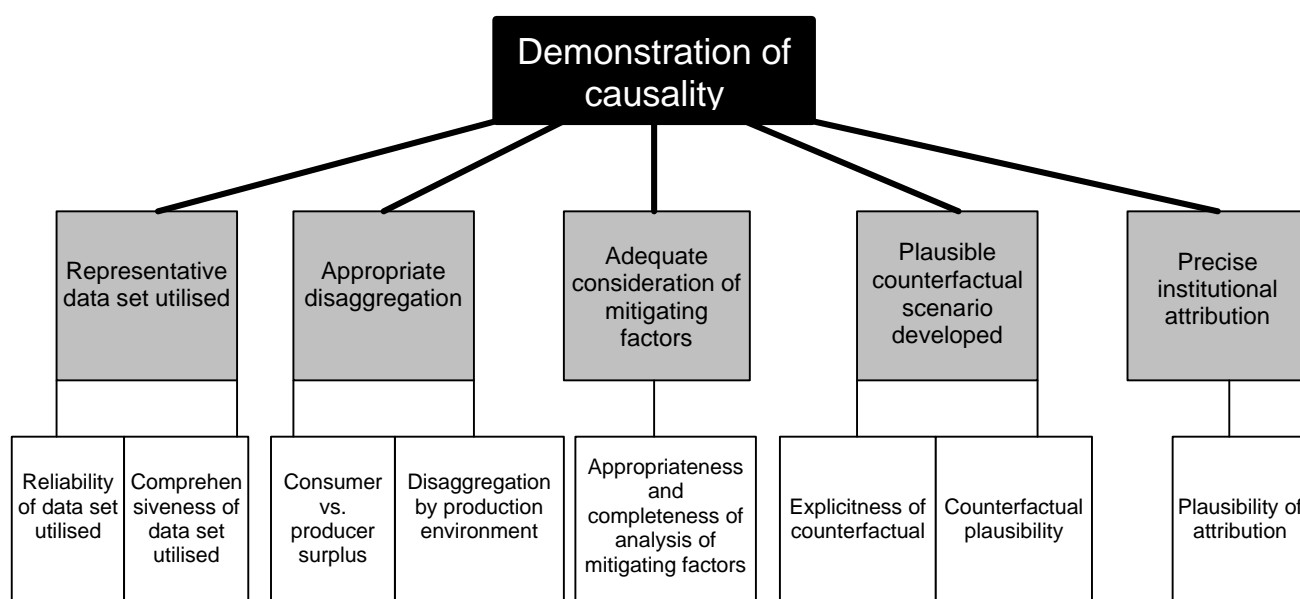 Demonstration of
causality
Representative
data set utilised
Appropriate
disaggregation
Adequate
consideration of
mitigating
factors
Plausible
counterfactual
scenario
developed
Precise
institutional
attribution
Reliability
of data set
utilised
Comprehen
siveness of
data set
utilised
Consumer
vs.
producer
surplus
Disaggregation
by production
environment
Appropriateness
and
completeness of
analysis of
mitigating factors
Explicitness of
counterfactual
Counterfactual
plausibility
Plausibility of
attribution